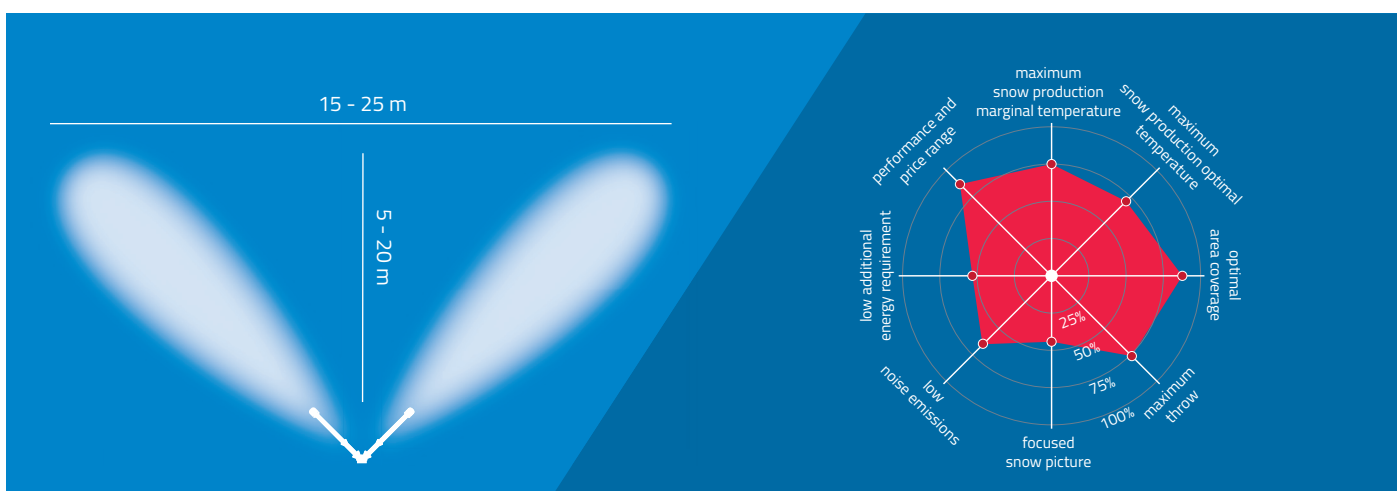 15 - 25 m
5 - 20 m
maximum
snow production
marginal temperature
maximum
snow production optimal
temperature
optimal
area coverage
maximum
throw
focused
snow picture
low
noise emissions
low additional
energy requirement
performance and
price range
25%
50%
75%
100%